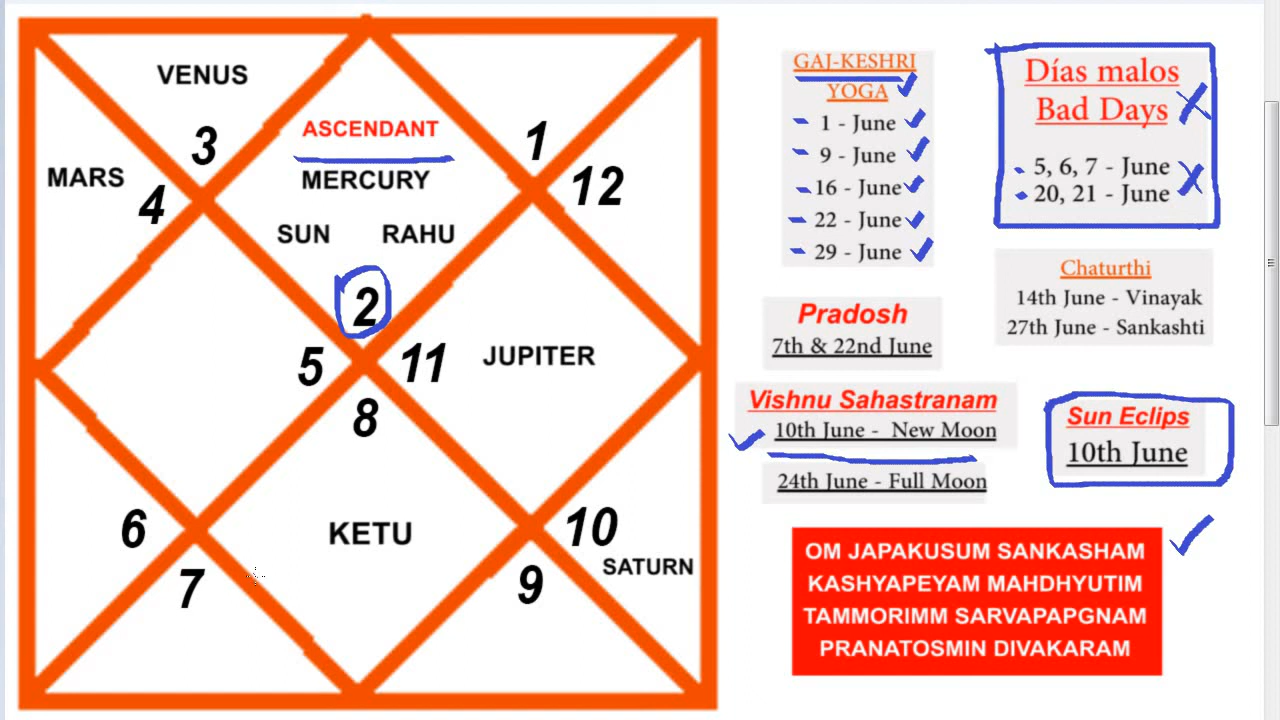 VENUS
3
MARS
4
ASCENDANT
MERCURY
SUN RAHU
2
1
12
5
11
JUPITER
8
6
7
KETU
10
SATURN
9
GAJ-KESHRI
YOGA
1 - June
9 - June
16 - June
22 - June
29 - June
Días malos
Bad Days
5, 6, 7 - June
20, 21 - June
Chaturthi
14th June - Vinayak
27th June - Sankashti
Pradosh
7th & 22nd June
Vishnu Sahastranam
10th June - New Moon
24th June - Full Moon
Sun Eclips
10th June
OM JAPAKUSUM SANKASHAM
KASHYAPEYAM MAHDHYUTIM
TAMMORIMM SARVAPAPGNAM
PRANATOSMIN DIVAKARAM